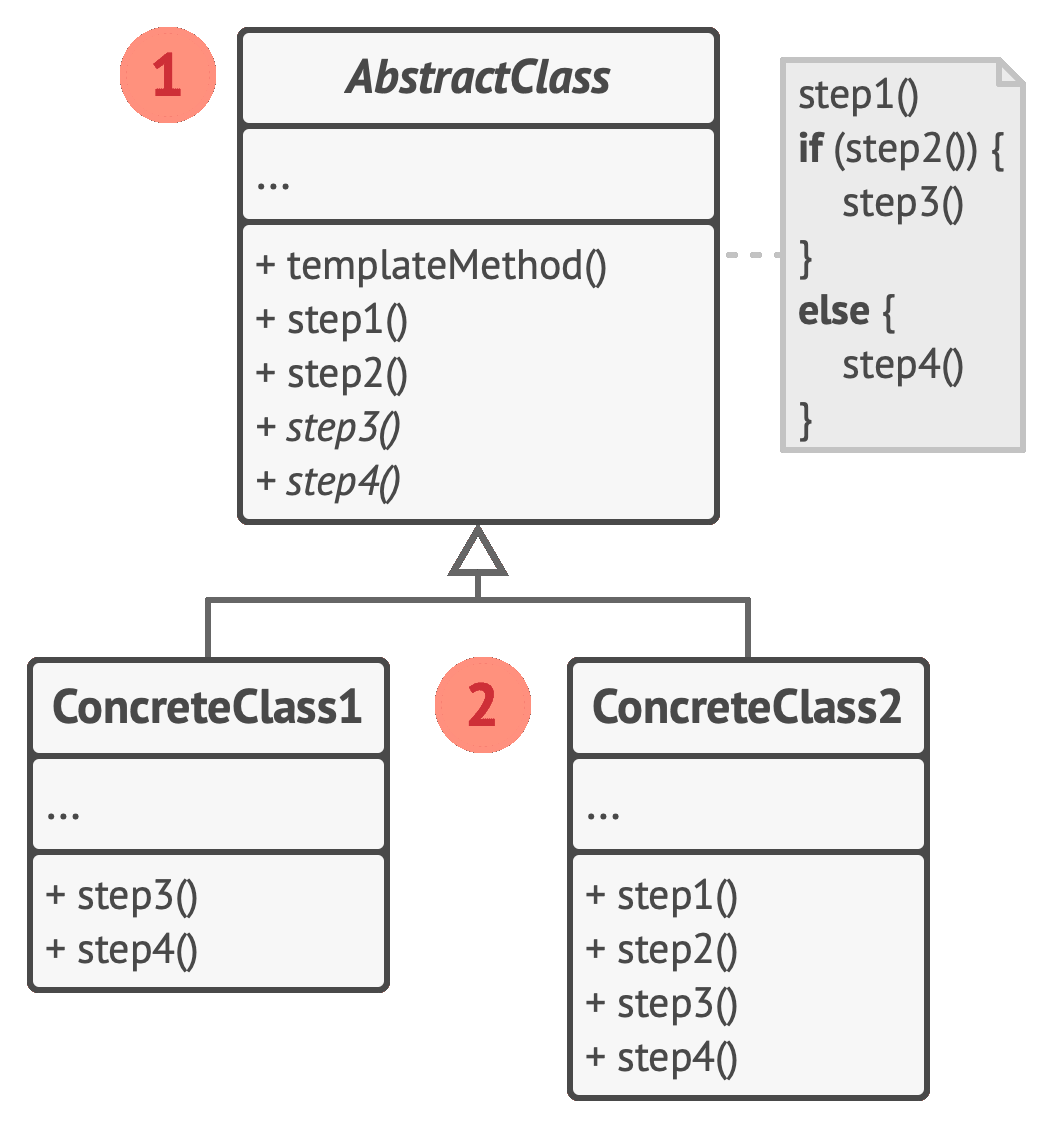 1
AbstractClass
...
+ templateMethod()
+ step1()
+ step2()
+ step3()
+ step4()
step1()
if (step2()) {
step3()
}
else {
step4()
}
ConcreteClass1
...
+ step3()
+ step4()
2
ConcreteClass2
...
+ step1()
+ step2()
+ step3()
+ step4()